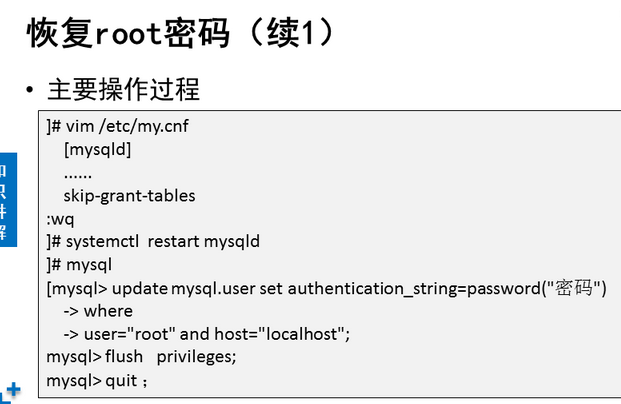 恢复root密码（续1）
• 主要操作过程
]# vim /etc/my.cnf
[mysqld]
......
skip-grant-tables
:wq
]# systemctl restart mysqld
]# mysql
[mysql> update mysql.user set authentication_string=password("密码")
-> where
-> user="root" and host="localhost";
mysql> flush privileges;
mysql> quit ；
讲解